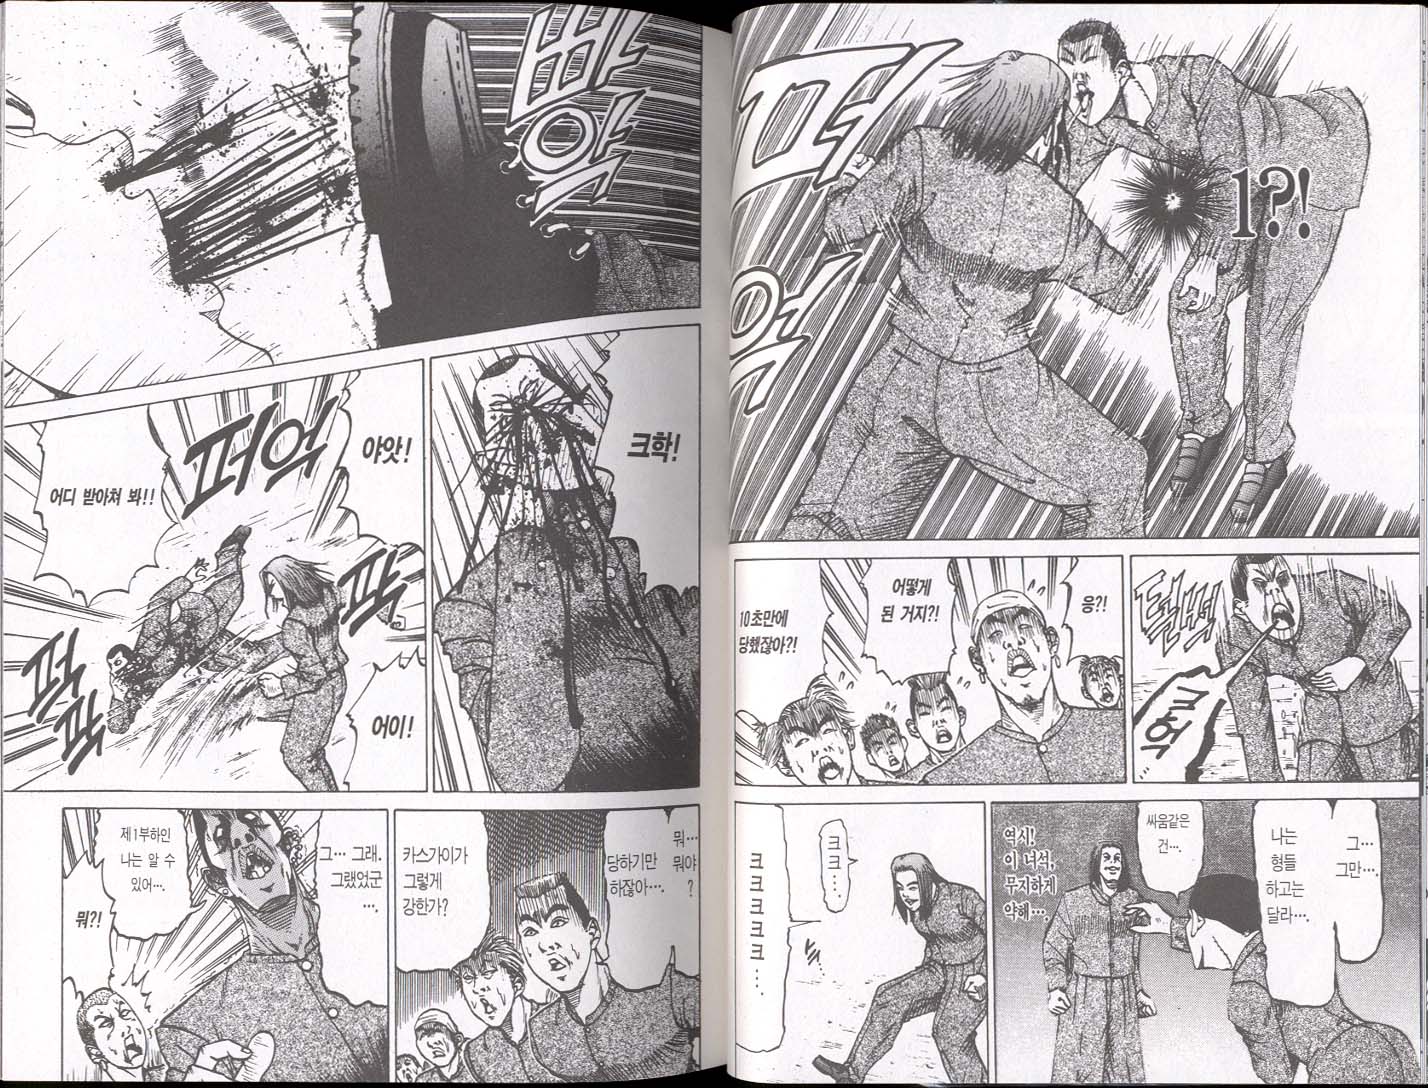 퍼
억
!?!
털썩
크윽
응?!
어떻게
된 거지?!
10초만에
당했잖아?!
그…
그만….
나는
형들
하고는
달라….
싸움같은
건….
역시!
이 녀석,
무지하게
약해…
크
크
…
크
크
크
크
크
…
빠
악
크학!
야앗!
퍼억
어디 받아쳐 봐!!
팍
어이!
퍽
팍
뭐…
뭐야
?
당하기만
하잖아….
카스가이가
그렇게
강한가?
그… 그래.
그랬었군
….
제1부하인
나는 알 수
있어….
뭐?!